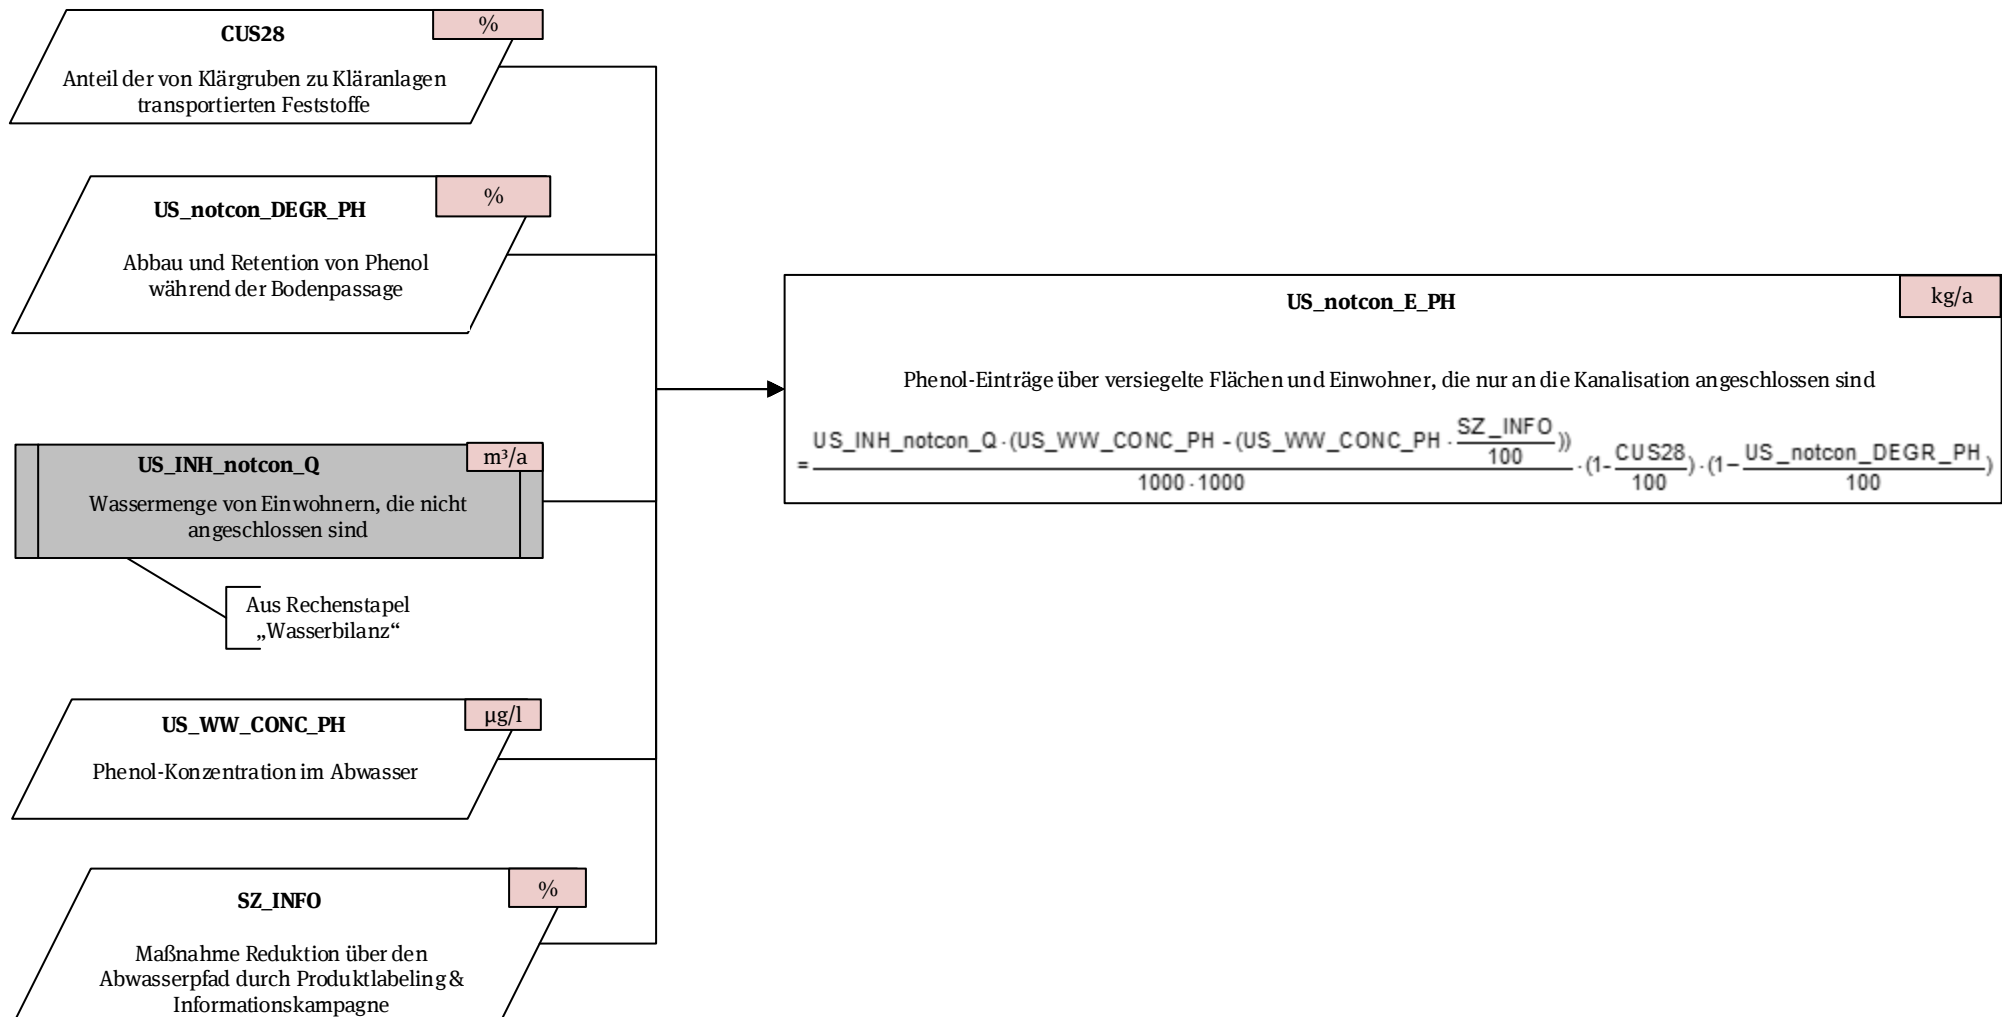 CUS28
%
Anteil der von Klärgruben zu Kläranlagen
transportierten Feststoffe
US_notcon_DEGR_PH
%
Abbau und Retention von Phenol
während der Bodenpassage
US_INH_notcon_Q
m³/a
Wassermenge von Einwohnern, die nicht
angeschlossen sind
Aus Rechenstapel
„Wasserbilanz“
US_WW_CONC_PH
µg/l
Phenol-Konzentration im Abwasser
SZ_INFO
%
Maßnahme Reduktion über den
Abwasserpfad durch Produktlabeling &
Informationskampagne
US_notcon_E_PH
kg/a
Phenol-Einträge über versiegelte Flächen und Einwohner, die nur an die Kanalisation angeschlossen sind
= US_INH_notcon_Q · (US_WW_CONC_PH - (US_WW_CONC_PH · SZ_INFO / 100)) / 1000 · 1000 · (1- CUS28 / 100) · (1− US_notcon_DEGR_PH / 100)